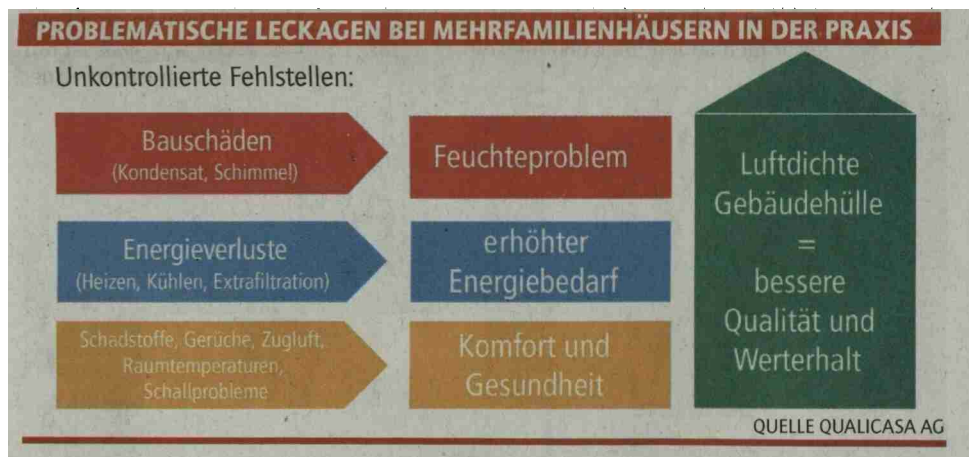 PROBLEMATISCHE LECKAGEN BEI MEHRFAMILIENHÄUSERN IN DER PRAXIS
Unkontrollierte Fehlstellen:
Bauschäden
(Kondensat, Schimmel)
Feuchteproblem
Energieverluste
(Heizen, Kühlen, Extrafiltration)
erhöhter
Energiebedarf
Schadstoffe, Gerüche, Zugluft,
Raumtemperaturen,
Schallprobleme
Komfort und
Gesundheit
Luftdichte
Gebäudehülle
=
bessere
Qualität und
Werterhalt
QUELLE QUALICASA AG